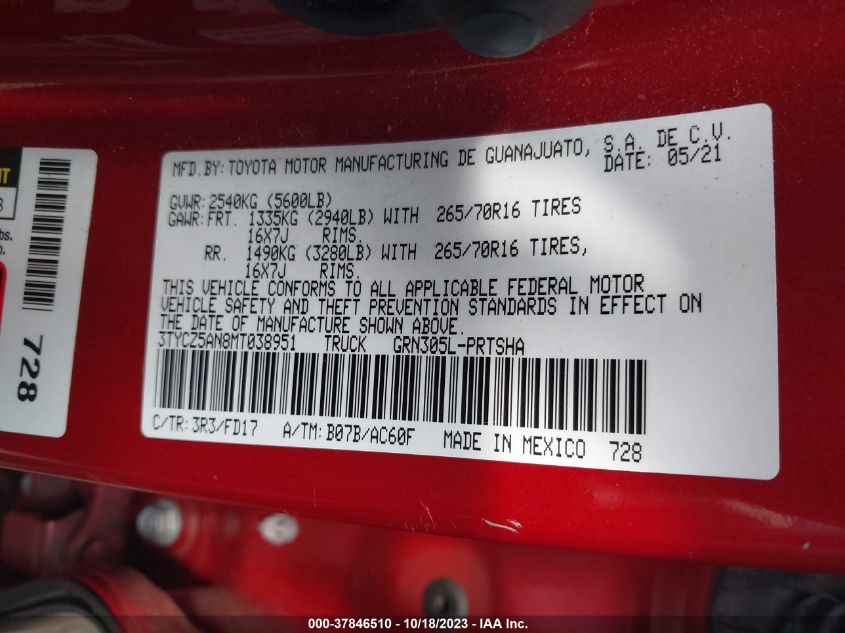 MFD. BY: TOYOTA MOTOR MANUFACTURING DE GUANAJUATO, S.A. DE C.V.
DATE: 05/21
GVWR: 2540KG (5600LB)
GAWR: FRT. 1335KG (2940LB) WITH 265/70R16 TIRES
16X7J RIMS.
RR. 1490KG (3280LB) WITH 265/70R16 TIRES,
16X7J RIMS.
THIS VEHICLE CONFORMS TO ALL APPLICABLE FEDERAL MOTOR
VEHICLE SAFETY AND THEFT PREVENTION STANDARDS IN EFFECT ON
THE DATE OF MANUFACTURE SHOWN ABOVE.
3TYCZ5AN8MT038951 TRUCK GRN305L-PRTSHA
C/TR: 3R3/FD17 A/TM: B07B/AC60F MADE IN MEXICO 728
728
000-37846510 - 10/18/2023 - IAA Inc.